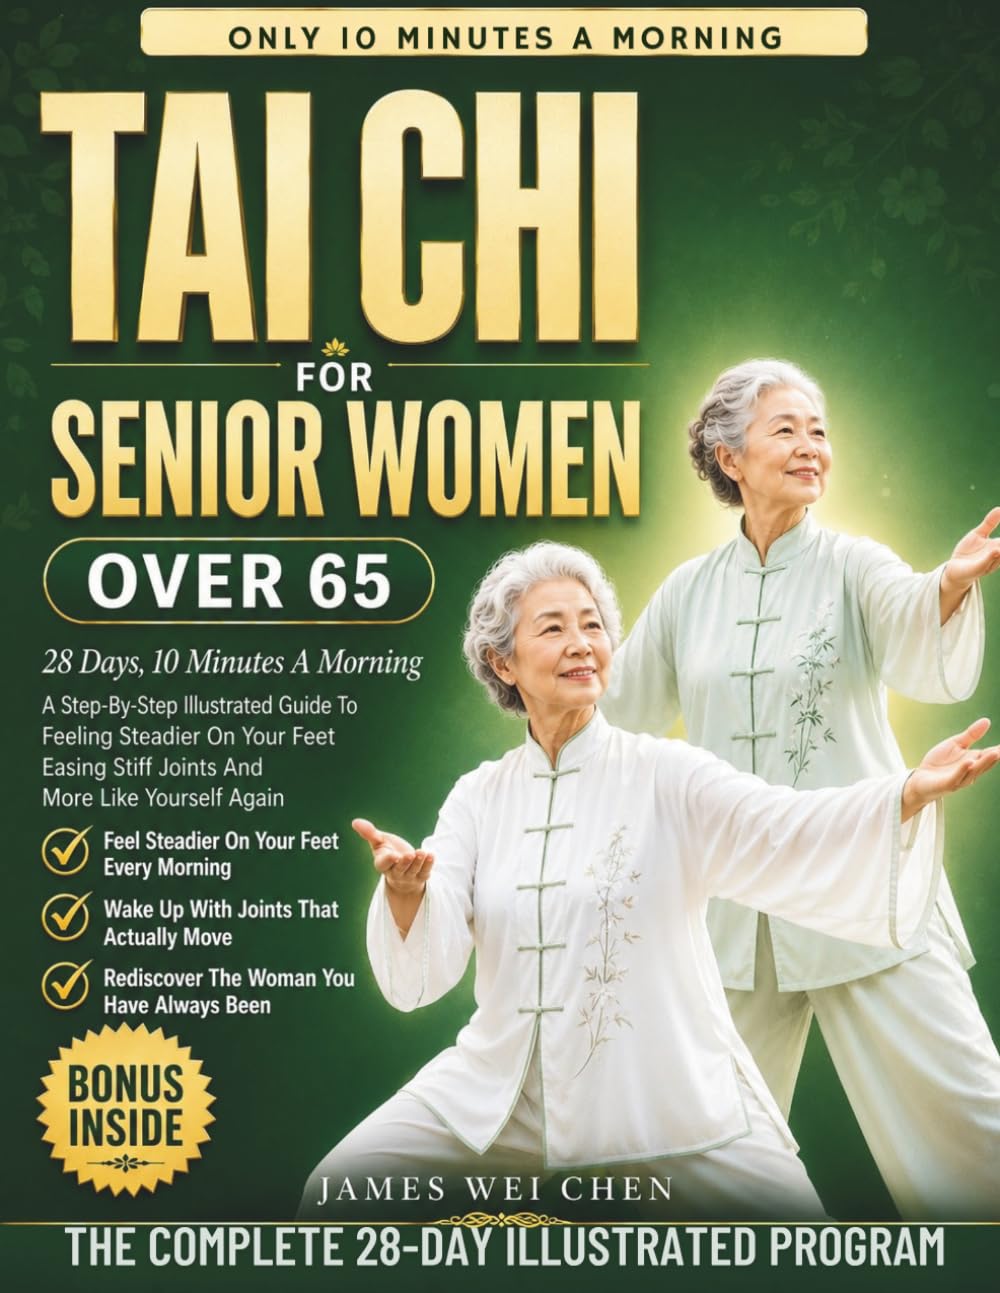 ONLY 10 MINUTES A MORNING
TAI CHI
FOR
SENIOR WOMEN
OVER 65
28 Days, 10 Minutes A Morning
A Step-By-Step Illustrated Guide To
Feeling Steadier On Your Feet
Easing Stiff Joints And
More Like Yourself Again
Feel Steadier On Your Feet
Every Morning
Wake Up With Joints That
Actually Move
Rediscover The Woman You
Have Always Been
BONUS
INSIDE
JAMES WEI CHEN
THE COMPLETE 28-DAY ILLUSTRATED PROGRAM